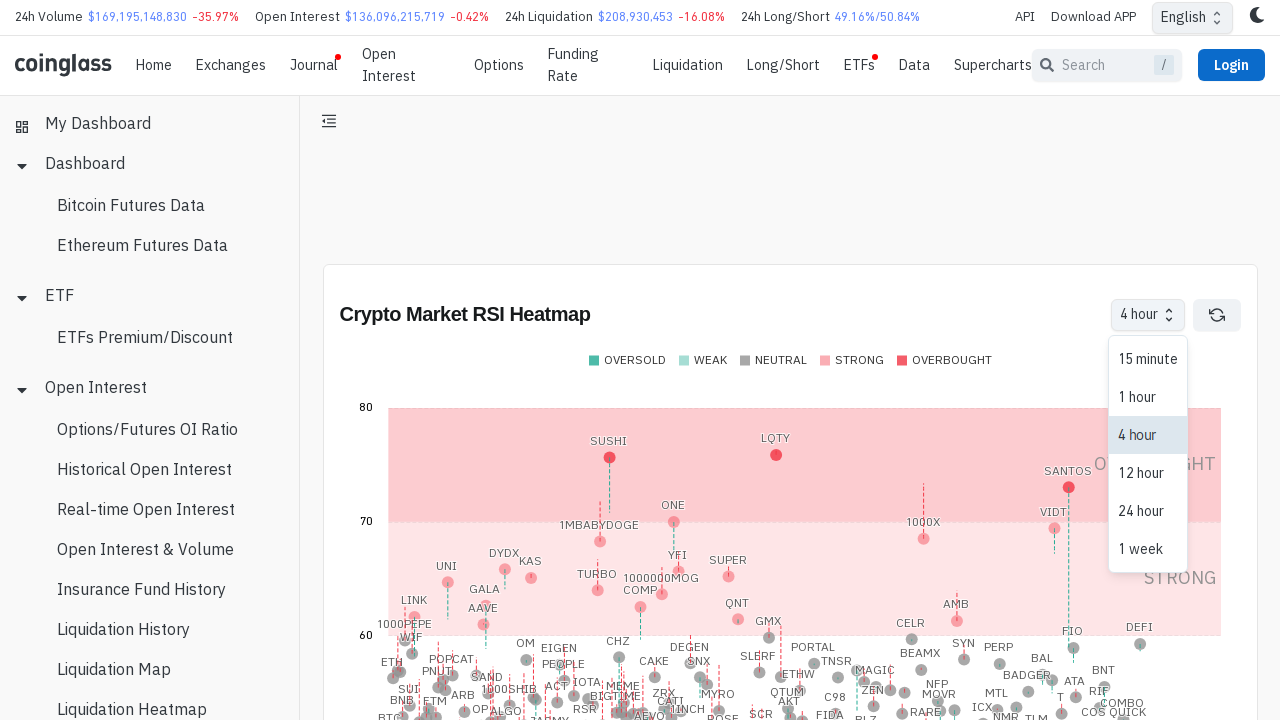 24h Volume $169,195,148,830 -35.97% Open Interest $136,096,215,719 -0.42% 24h Liquidation $208,930,453 -16.08% 24h Long/Short 49.16%/50.84% API Download APP English
coinglass Home Exchanges Journal Open Interest Options Funding Rate Liquidation Long/Short ETFs Data Supercharts Search / Login
My Dashboard
Dashboard
Bitcoin Futures Data
Ethereum Futures Data
ETF
ETFs Premium/Discount
Open Interest
Options/Futures OI Ratio
Historical Open Interest
Real-time Open Interest
Open Interest & Volume
Insurance Fund History
Liquidation History
Liquidation Map
Liquidation Heatmap
Crypto Market RSI Heatmap
4 hour
OVERSOLD WEAK NEUTRAL STRONG OVERBOUGHT
15 minute
1 hour
4 hour
12 hour
24 hour
1 week
80
SUSHI LQTY
SANTOS
ONE VIDT
70 1MBABYDOGE 1000X
DYDX KAS YFI SUPER
UNI TURBO 1000000MOG
STRONG
GALA COMP
LINK AAVE QNT AMB
1000PEPE GMX CELR FIO DEFI
60 WIF
OM EIGEN CHZ DEGEN PORTAL SYN PERP
ETH POPCAT PEOPLE CAKE SNX SLERF TNSR BEAMX BAL
PNUT SAND ETHW MAGIC BADGER BNT
SUI 1000SHIB ACT IOTA MEME ZRX MYRO QTUM ZEN NFP ATA
BNB FTM ARB BIGTIME C98 MOVR MTL T
OP ALGO RSR AKT RARE ICX COMBO
BTC AEVO SCR FIDA BLZ NMR TLM COS QUICK